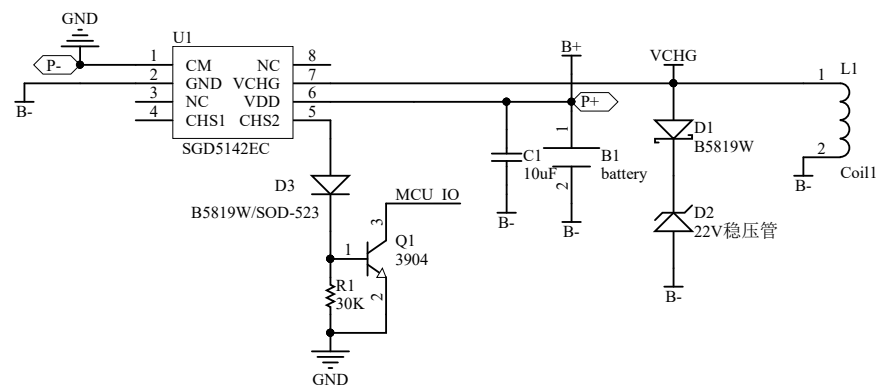 GND
U1
P-
1
CM
NC
8
2
GND
VCHG
7
3
NC
VDD
6
4
CHS1
CHS2
5
SGD5142EC
B-
B+
P+
VCHG
1
L1
2
Coil1
B-
D1
B5819W
D2
22V稳压管
B-
C1
10uF
B-
1
B1
battery
2
B-
D3
B5819W/SOD-523
MCU_IO
3
1
Q1
3904
2
R1
30K
GND